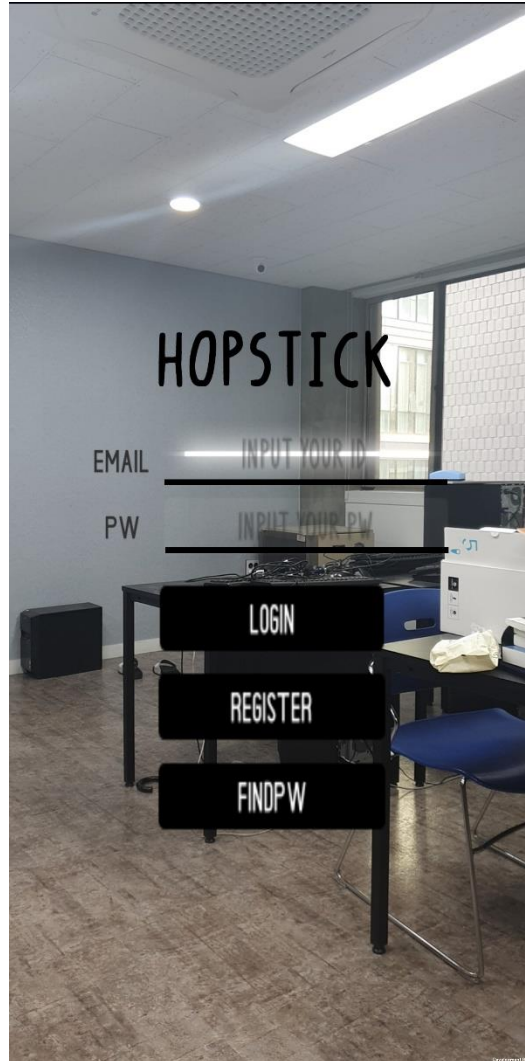 HOPSTICK
EMAIL INPUT YOUR ID
PW INPUT YOUR PW
LOGIN
REGISTER
FINDPW